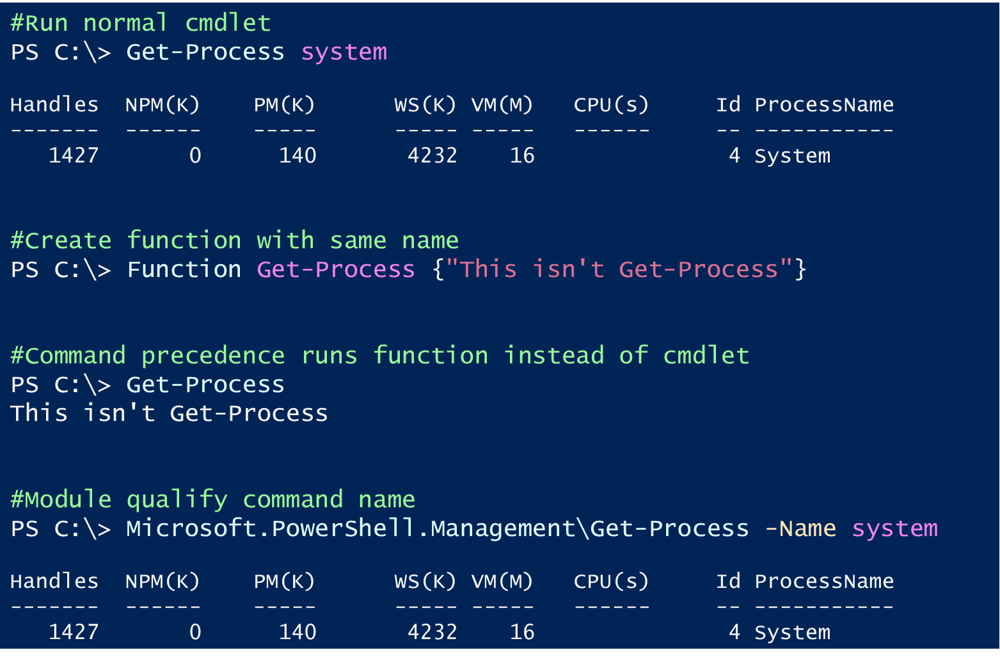 #Run normal cmdlet
PS C:\> Get-Process system
Handles  NPM(K)    PM(K)      WS(K) VM(M)   CPU(s)     Id ProcessName
-------  ------    -----      ----- -----   ------     -- -----------
   1427       0      140       4232    16               4 System
#Create function with same name
PS C:\> Function Get-Process {"This isn't Get-Process"}
#Command precedence runs function instead of cmdlet
PS C:\> Get-Process
This isn't Get-Process
#Module qualify command name
PS C:\> Microsoft.PowerShell.Management\Get-Process -Name system
Handles  NPM(K)    PM(K)      WS(K) VM(M)   CPU(s)     Id ProcessName
-------  ------    -----      ----- -----   ------     -- -----------
   1427       0      140       4232    16               4 System